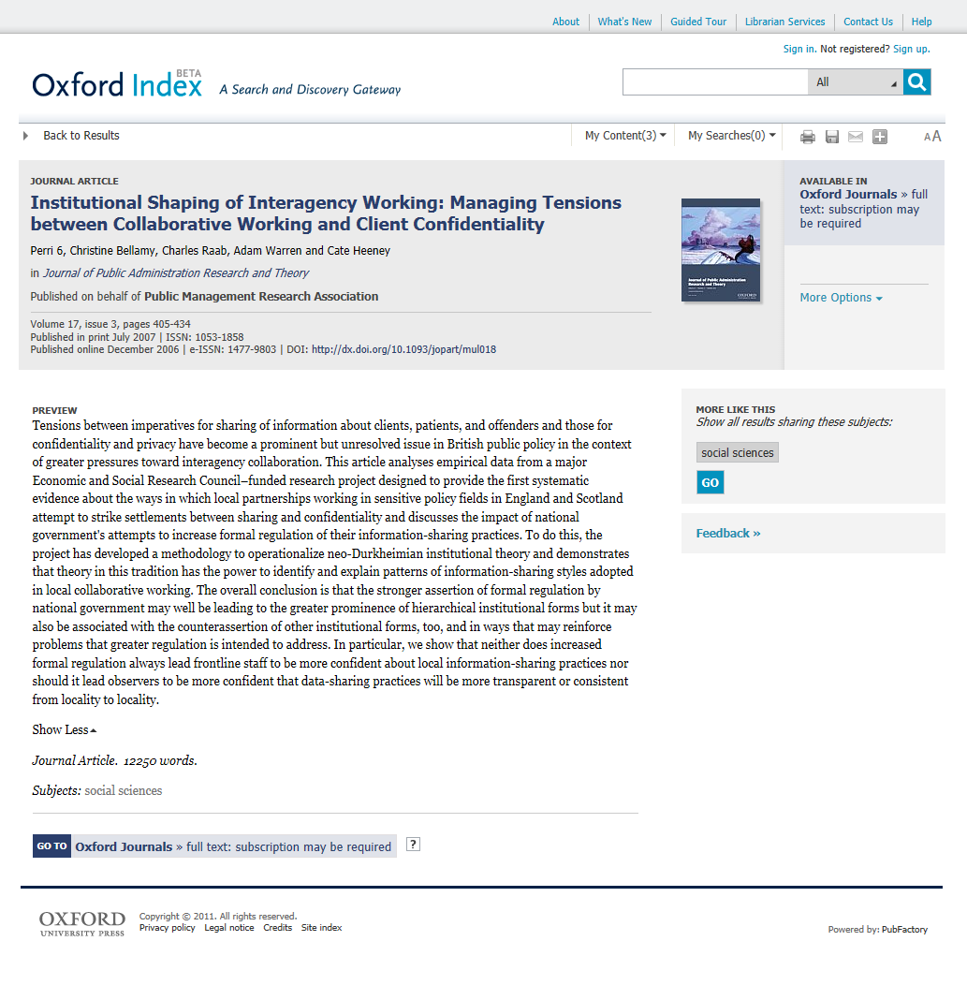 About
What's New
Guided Tour
Librarian Services
Contact Us
Help
Sign in. Not registered? Sign up.
Oxford Index BETA
A Search and Discovery Gateway
All
Back to Results
My Content(3)
My Searches(0)
A A
JOURNAL ARTICLE
Institutional Shaping of Interagency Working: Managing Tensions
between Collaborative Working and Client Confidentiality
Perri 6, Christine Bellamy, Charles Raab, Adam Warren and Cate Heeney
in Journal of Public Administration Research and Theory
Published on behalf of Public Management Research Association
Volume 17, issue 3, pages 405-434
Published in print July 2007 | ISSN: 1053-1858
Published online December 2006 | e-ISSN: 1477-9803 | DOI: http://dx.doi.org/10.1093/jopart/mul018
Journal of Public Administration
Research and Theory
OXFORD
AVAILABLE IN
Oxford Journals » full
text: subscription may
be required
More Options
PREVIEW
Tensions between imperatives for sharing of information about clients, patients, and offenders and those for
confidentiality and privacy have become a prominent but unresolved issue in British public policy in the context
of greater pressures toward interagency collaboration. This article analyses empirical data from a major
Economic and Social Research Council–funded research project designed to provide the first systematic
evidence about the ways in which local partnerships working in sensitive policy fields in England and Scotland
attempt to strike settlements between sharing and confidentiality and discusses the impact of national
government's attempts to increase formal regulation of their information-sharing practices. To do this, the
project has developed a methodology to operationalize neo-Durkheimian institutional theory and demonstrates
that theory in this tradition has the power to identify and explain patterns of information-sharing styles adopted
in local collaborative working. The overall conclusion is that the stronger assertion of formal regulation by
national government may well be leading to the greater prominence of hierarchical institutional forms but it may
also be associated with the counterassertion of other institutional forms, too, and in ways that may reinforce
problems that greater regulation is intended to address. In particular, we show that neither does increased
formal regulation always lead frontline staff to be more confident about local information-sharing practices nor
should it lead observers to be more confident that data-sharing practices will be more transparent or consistent
from locality to locality.
Show Less
Journal Article. 12250 words.
Subjects: social sciences
GO TO Oxford Journals » full text: subscription may be required
?
MORE LIKE THIS
Show all results sharing these subjects:
social sciences
GO
Feedback »
OXFORD
UNIVERSITY PRESS
Copyright © 2011. All rights reserved.
Privacy policy Legal notice Credits Site index
Powered by: PubFactory